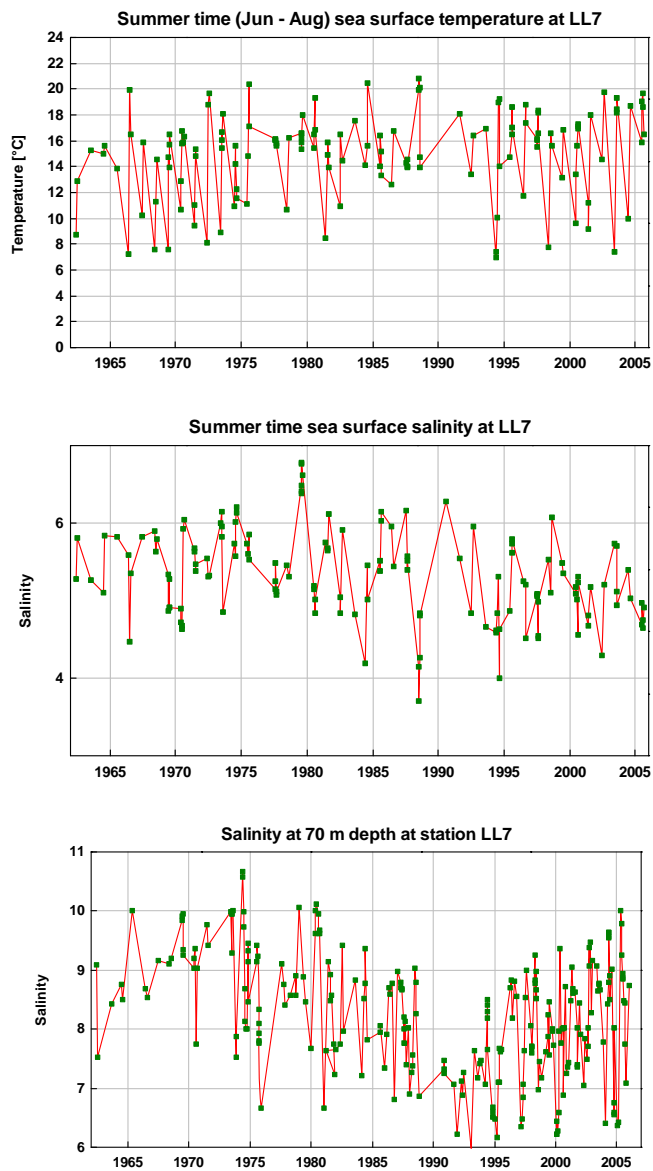 Summer time (Jun - Aug) sea surface temperature at LL7
24
22
20
18
16
14
12
10
8
6
4
2
0
Temperature [°C]
1965 1970 1975 1980 1985 1990 1995 2000 2005
Summer time sea surface salinity at LL7
6
4
Salinity
1965 1970 1975 1980 1985 1990 1995 2000 2005
Salinity at 70 m depth at station LL7
11
10
9
8
7
6
Salinity
1965 1970 1975 1980 1985 1990 1995 2000 2005